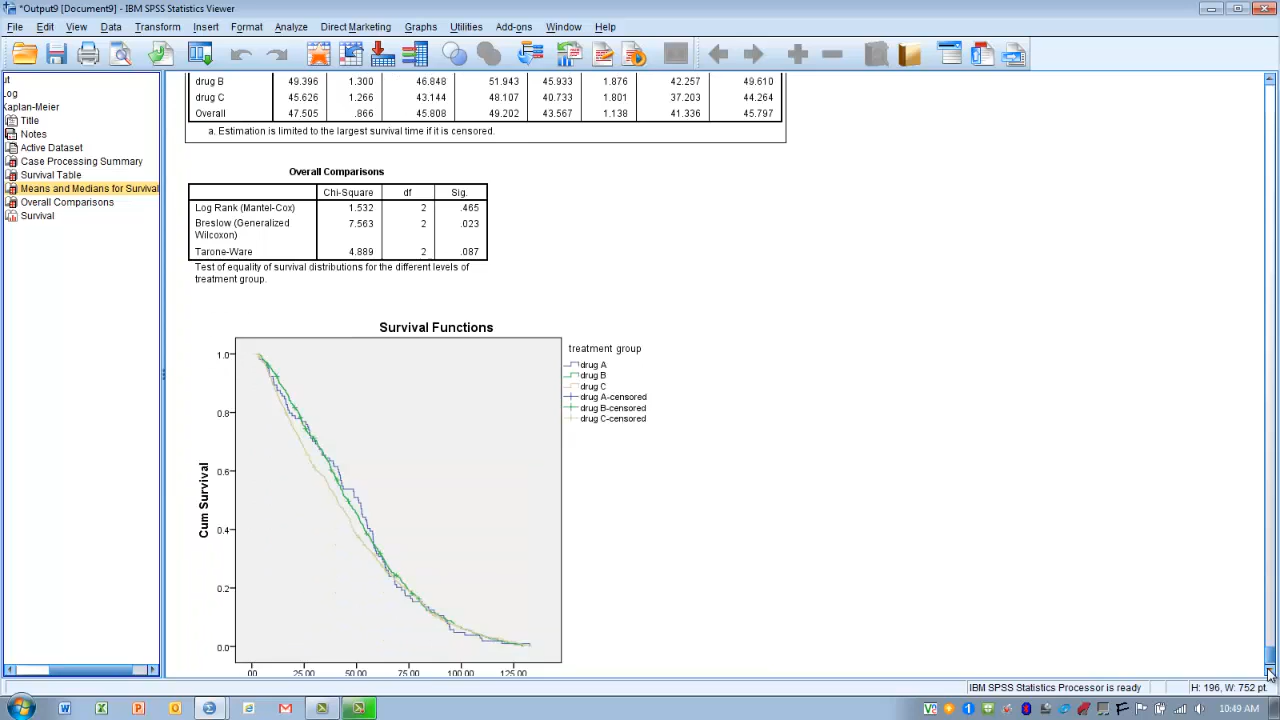 *Output9 [Document9] - IBM SPSS Statistics Viewer
File Edit View Data Transform Insert Format Analyze Direct Marketing Graphs Utilities Add-ons Window Help
ut
Log
Kaplan-Meier
Title
Notes
Active Dataset
Case Processing Summary
Survival Table
Means and Medians for Survival
Overall Comparisons
Survival
drug B 49.396 1.300 46.848 51.943 45.933 1.876 42.257 49.610
drug C 45.626 1.266 43.144 48.107 40.733 1.801 37.203 44.264
Overall 47.505 .866 45.808 49.202 43.567 1.138 41.336 45.797
a. Estimation is limited to the largest survival time if it is censored.
Overall Comparisons
Chi-Square df Sig.
Log Rank (Mantel-Cox) 1.532 2 .465
Breslow (Generalized Wilcoxon) 7.563 2 .023
Tarone-Ware 4.889 2 .087
Test of equality of survival distributions for the different levels of
treatment group.
Survival Functions
treatment group
drug A
drug B
drug C
drug A-censored
drug B-censored
drug C-censored
Cum Survival
1.0
0.8
0.6
0.4
0.2
0.0
.00 25.00 50.00 75.00 100.00 125.00
IBM SPSS Statistics Processor is ready H: 196, W: 752 pt
10:49 AM